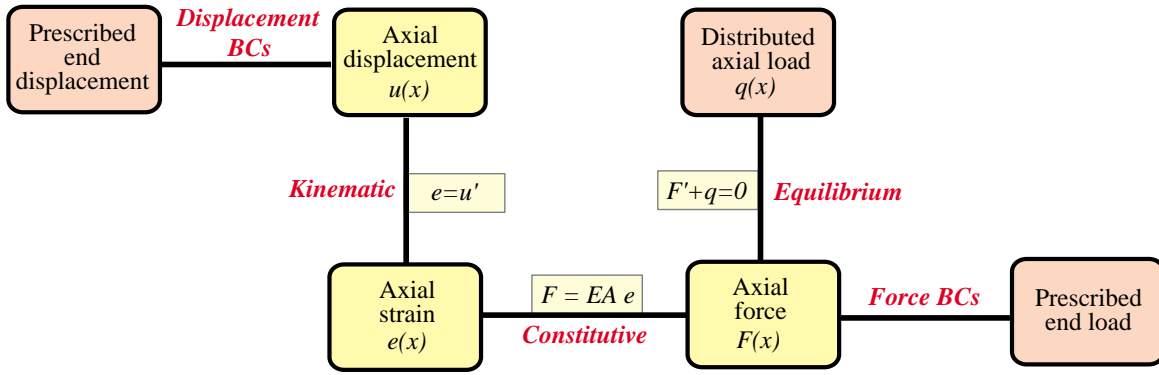 Prescribed
end
displacement
Displacement
BCs
Axial
displacement
u(x)
Distributed
axial load
q(x)
Kinematic
e=u'
F'+q=0
Equilibrium
Axial
strain
e(x)
F = EA e
Constitutive
Axial
force
F(x)
Force BCs
Prescribed
end load